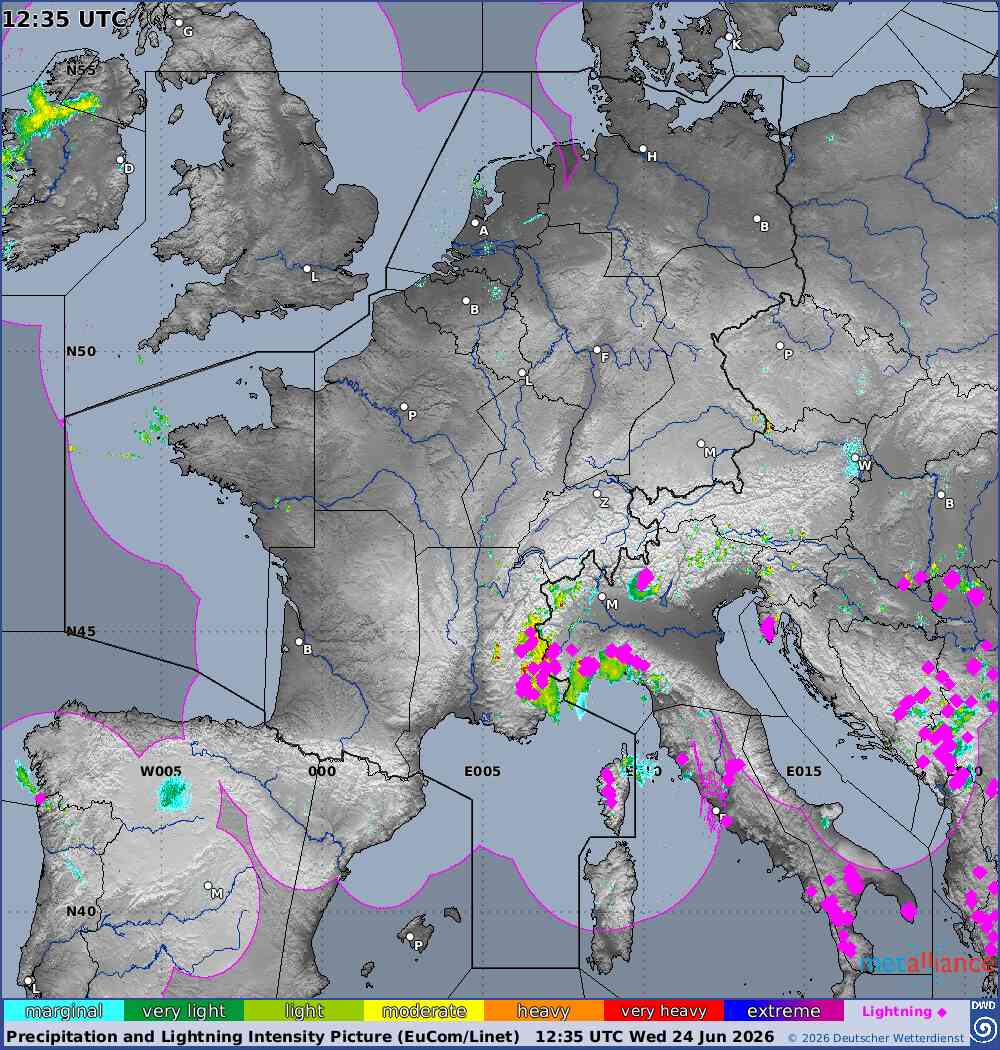 12:35 UTC
G
K
N55
H
D
A
B
L
B
N50
F
P
L
P
M
W
Z
B
M
N45
B
W005
000
E005
E010
E015
M
N40
P
L
metalliance
marginal
very light
light
moderate
heavy
very heavy
extreme
Lightning
DWD
Precipitation and Lightning Intensity Picture (EuCom/Linet) 12:35 UTC Wed 24 Jun 2026 © 2026 Deutscher Wetterdienst